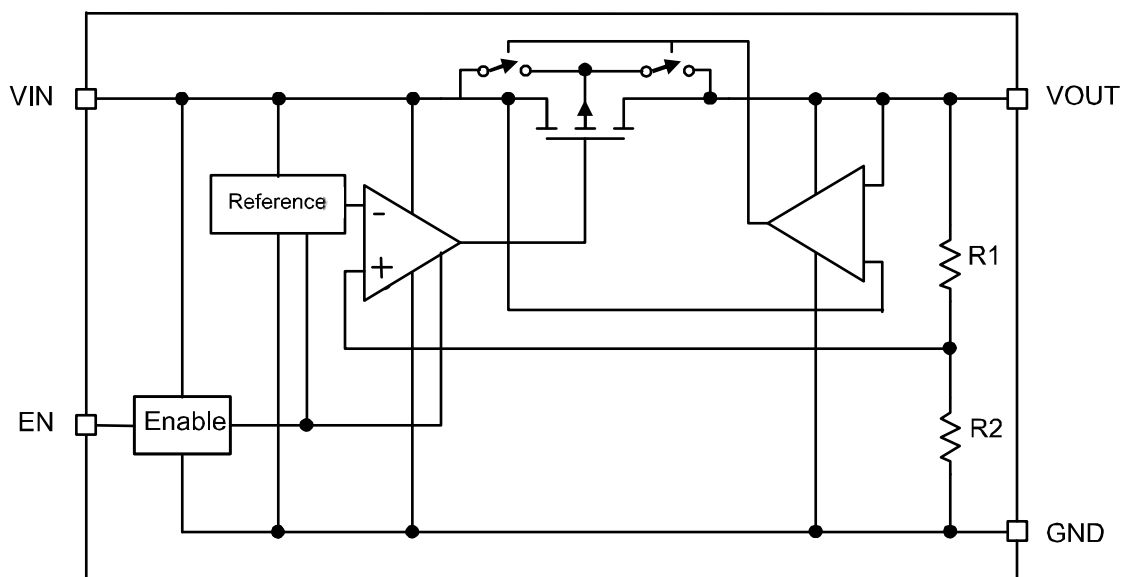 VIN
VOUT
Reference
-
+
R1
EN
Enable
R2
GND